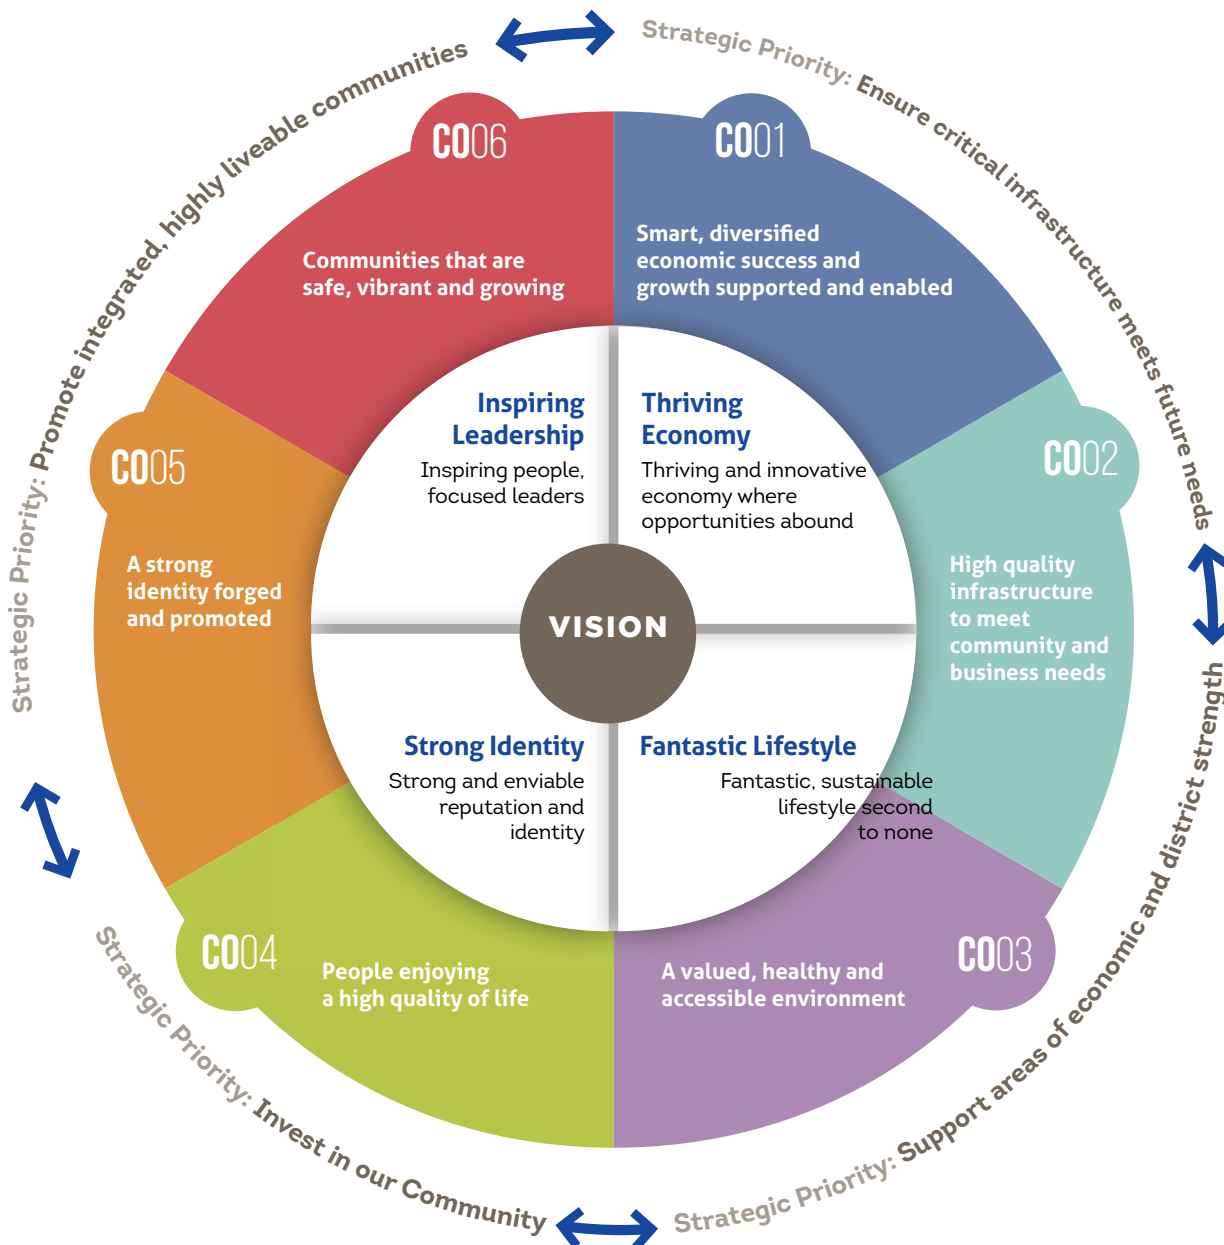 Strategic Priority: Promote integrated, highly liveable communities
Strategic Priority: Ensure critical infrastructure meets future needs
CO06
Communities that are
safe, vibrant and growing
CO01
Smart, diversified
economic success and
growth supported and enabled
CO05
A strong
identity forged
and promoted
CO02
High quality
infrastructure
to meet
community and
business needs
Inspiring
Leadership
Inspiring people,
focused leaders
Thriving
Economy
Thriving and innovative
economy where
opportunities abound
VISION
Strong Identity
Strong and enviable
reputation and
identity
Fantastic Lifestyle
Fantastic, sustainable
lifestyle second
to none
CO04
People enjoying
a high quality of life
CO03
A valued, healthy and
accessible environment
Strategic Priority: Invest in our Community
Strategic Priority: Support areas of economic and district strength